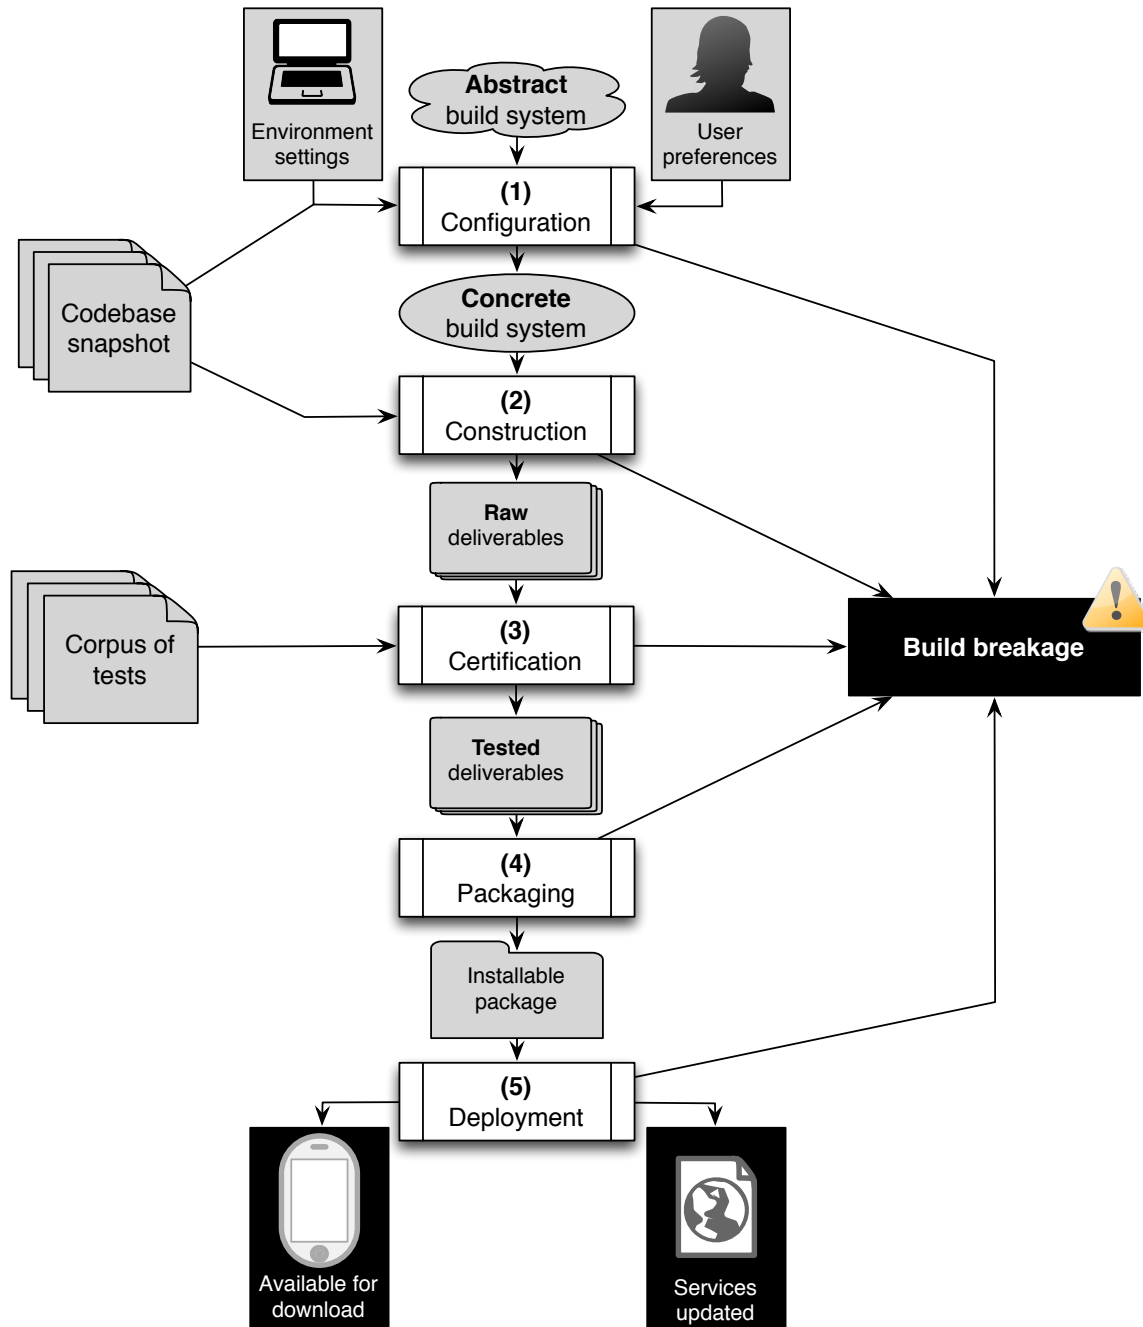 Environment
settings
Abstract
build system
User
preferences
(1)
Configuration
Codebase
snapshot
Concrete
build system
(2)
Construction
Raw
deliverables
Corpus of
tests
(3)
Certification
!
Build breakage
Tested
deliverables
(4)
Packaging
Installable
package
(5)
Deployment
Available for
download
Services
updated